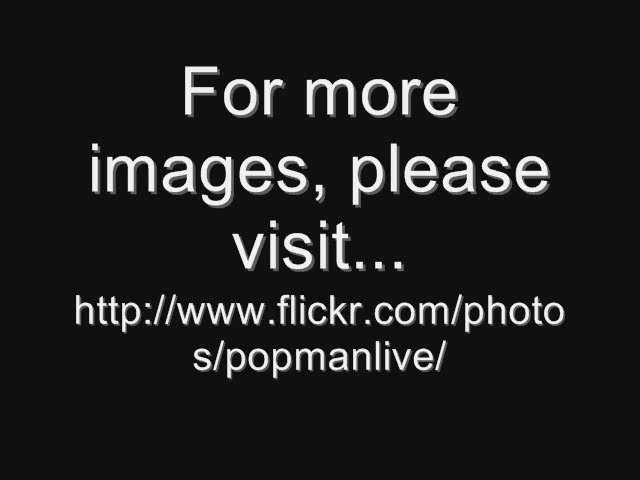 For more
images, please
visit...
http://www.flickr.com/photo
s/popmanlive/